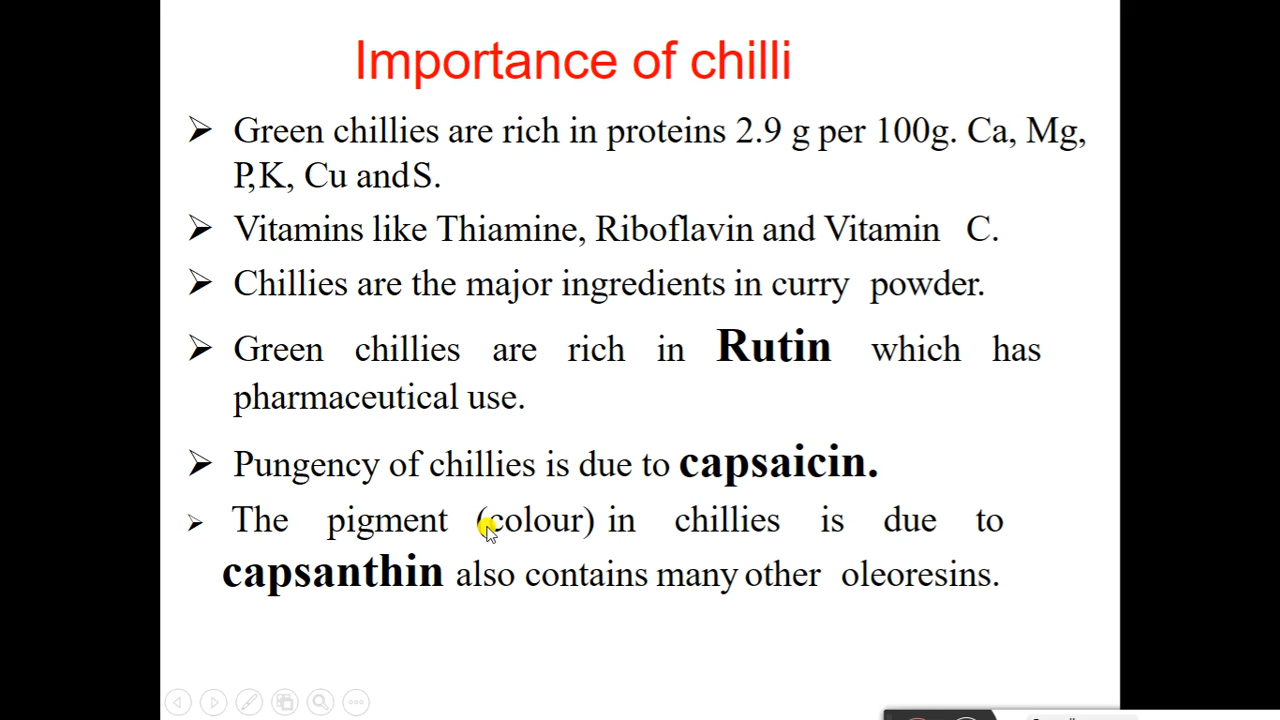 Importance of chilli
➢ Green chillies are rich in proteins 2.9 g per 100g. Ca, Mg,
P,K, Cu and S.
➢ Vitamins like Thiamine, Riboflavin and Vitamin C.
➢ Chillies are the major ingredients in curry powder.
➢ Green chillies are rich in Rutin which has
pharmaceutical use.
➢ Pungency of chillies is due to capsaicin.
➢ The pigment (colour) in chillies is due to
capsanthin also contains many other oleoresins.